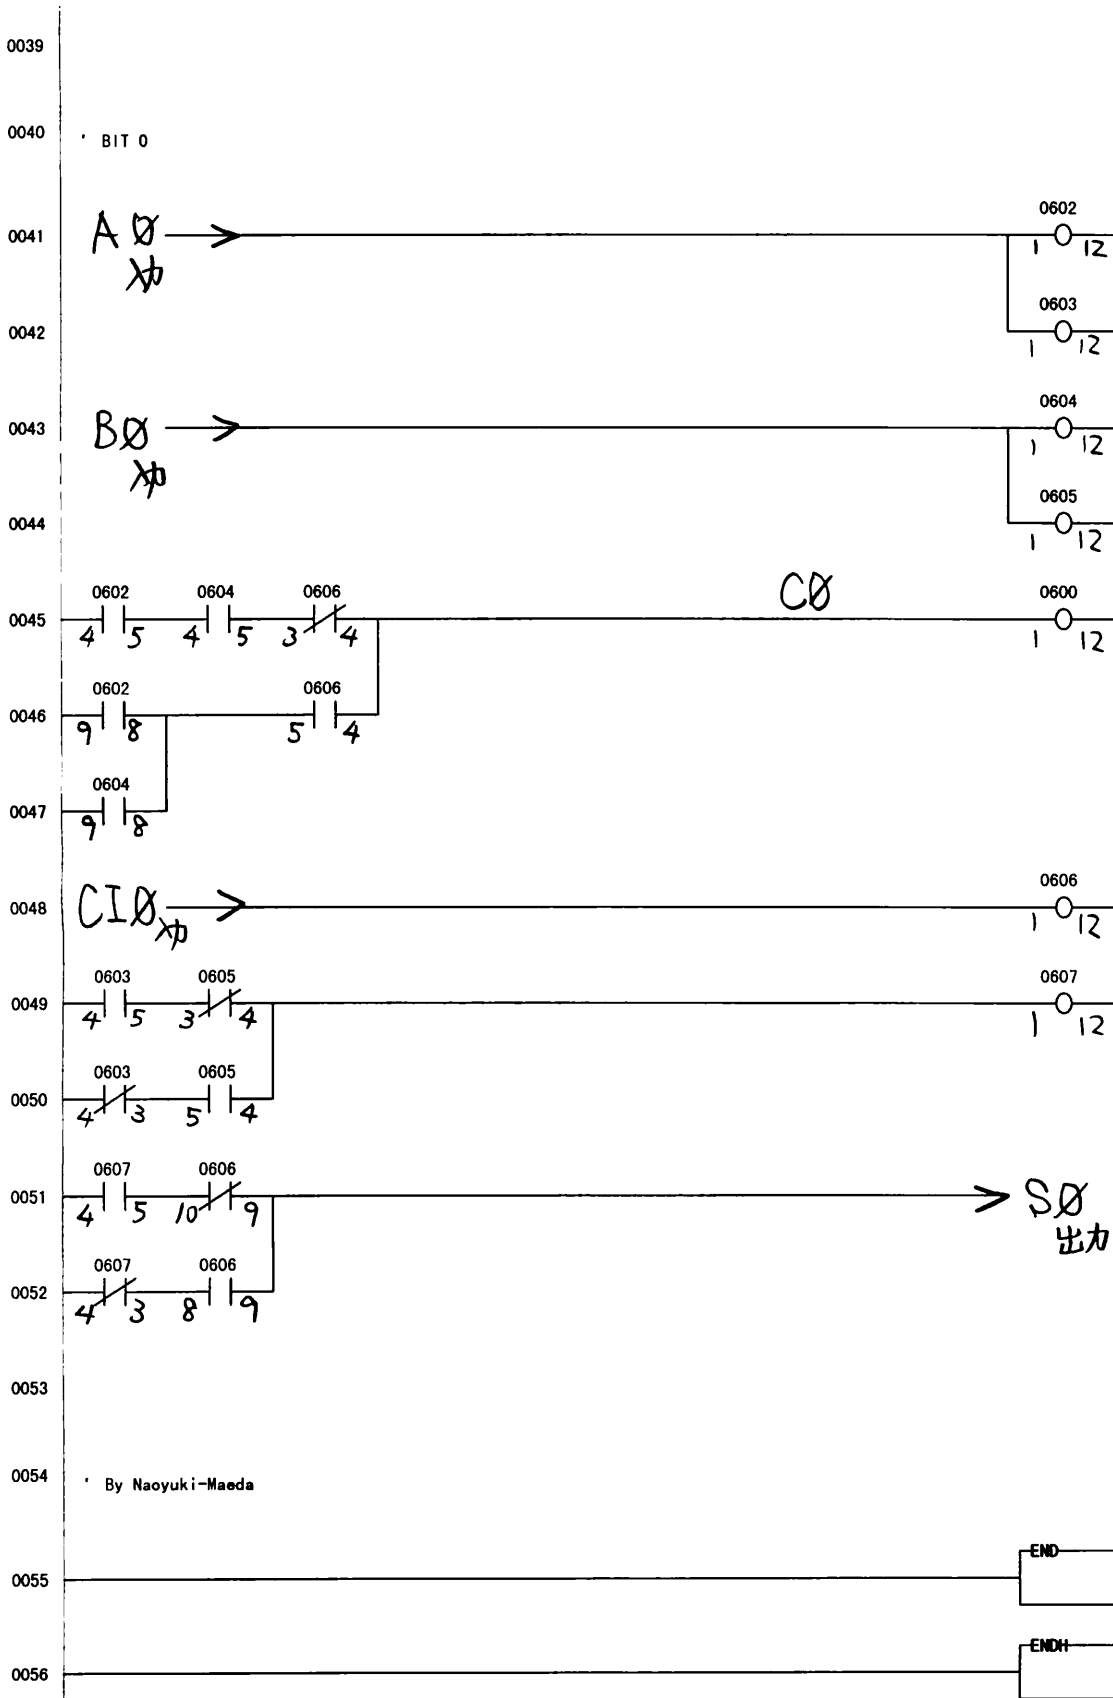 0039
0040 ' BIT 0
0602
0041 AØ 1 12
入力
0603
0042 1 12
0604
0043 BØ 1 12
入力
0605
0044 1 12
0602 0604 0606 CØ 0600
0045 4 5 4 5 3 4 1 12
0602 0606
0046 9 8 5 4
0604
0047 9 8
0606
0048 CIØ 入力 1 12
0603 0605 0607
0049 4 5 3 4 1 12
0603 0605
0050 4 3 5 4
0607 0606
0051 4 5 10 9 SØ
出力
0607 0606
0052 4 3 8 9
0053
0054 ' By Naoyuki-Maeda
END
0055
ENDH
0056